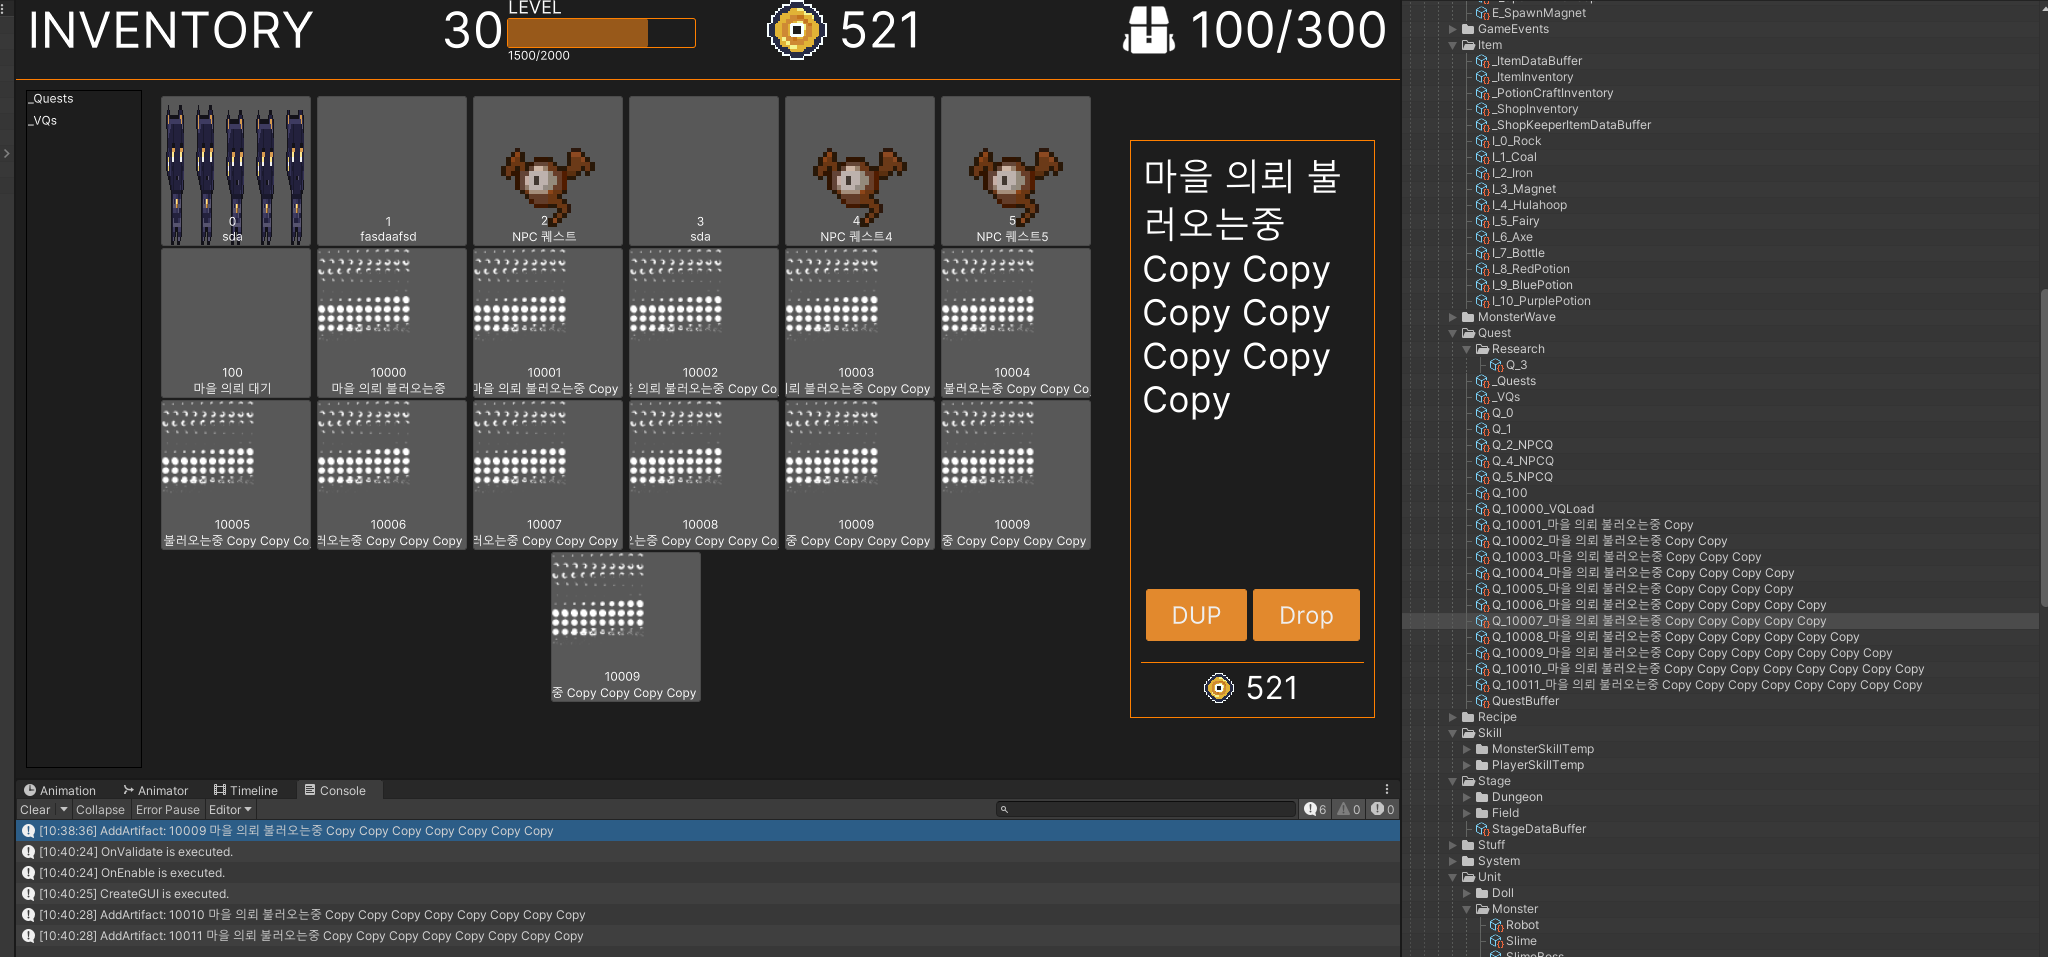 INVENTORY
30
LEVEL
1500/2000
521
100/300
_Quests
_VQs
0
sda
1
fasdaafsd
2
NPC 퀘스트
3
sda
4
NPC 퀘스트4
5
NPC 퀘스트5
100
마을 의뢰 대기
10000
마을 의뢰 불러오는중
10001
마을 의뢰 불러오는중 Copy
10002
의뢰 불러오는중 Copy Co
10003
불러오는중 Copy Copy
10004
불러오는중 Copy Copy Co
10005
불러오는중 Copy Copy Co
10006
러오는중 Copy Copy Copy
10007
러오는중 Copy Copy Copy
10008
는중 Copy Copy Copy Co
10009
중 Copy Copy Copy Copy
10009
중 Copy Copy Copy Copy
10009
중 Copy Copy Copy Copy
마을 의뢰 불
러오는중
Copy Copy
Copy Copy
Copy Copy
Copy
DUP
Drop
521
Animation
Animator
Timeline
Console
Clear
Collapse
Error Pause
Editor
6
0
0
[10:38:36] AddArtifact: 10009 마을 의뢰 불러오는중 Copy Copy Copy Copy Copy Copy Copy
[10:40:24] OnValidate is executed.
[10:40:24] OnEnable is executed.
[10:40:25] CreateGUI is executed.
[10:40:28] AddArtifact: 10010 마을 의뢰 불러오는중 Copy Copy Copy Copy Copy Copy Copy Copy
[10:40:28] AddArtifact: 10011 마을 의뢰 불러오는중 Copy Copy Copy Copy Copy Copy Copy Copy
E_SpawnMagnet
GameEvents
Item
_ItemDataBuffer
_ItemInventory
_PotionCraftInventory
_ShopInventory
_ShopKeeperItemDataBuffer
I_0_Rock
I_1_Coal
I_2_Iron
I_3_Magnet
I_4_Hulahoop
I_5_Fairy
I_6_Axe
I_7_Bottle
I_8_RedPotion
I_9_BluePotion
I_10_PurplePotion
MonsterWave
Quest
Research
Q_3
_Quests
_VQs
Q_0
Q_1
Q_2_NPCQ
Q_4_NPCQ
Q_5_NPCQ
Q_100
Q_10000_VQLoad
Q_10001_마을 의뢰 불러오는중 Copy
Q_10002_마을 의뢰 불러오는중 Copy Copy
Q_10003_마을 의뢰 불러오는중 Copy Copy Copy
Q_10004_마을 의뢰 불러오는중 Copy Copy Copy Copy
Q_10005_마을 의뢰 불러오는중 Copy Copy Copy Copy
Q_10006_마을 의뢰 불러오는중 Copy Copy Copy Copy Copy
Q_10007_마을 의뢰 불러오는중 Copy Copy Copy Copy Copy
Q_10008_마을 의뢰 불러오는중 Copy Copy Copy Copy Copy Copy
Q_10009_마을 의뢰 불러오는중 Copy Copy Copy Copy Copy Copy Copy
Q_10010_마을 의뢰 불러오는중 Copy Copy Copy Copy Copy Copy Copy Copy
Q_10011_마을 의뢰 불러오는중 Copy Copy Copy Copy Copy Copy Copy Copy
QuestBuffer
Recipe
Skill
MonsterSkillTemp
PlayerSkillTemp
Stage
Dungeon
Field
StageDataBuffer
Stuff
System
Unit
Doll
Monster
Robot
Slime
SlimeBoss